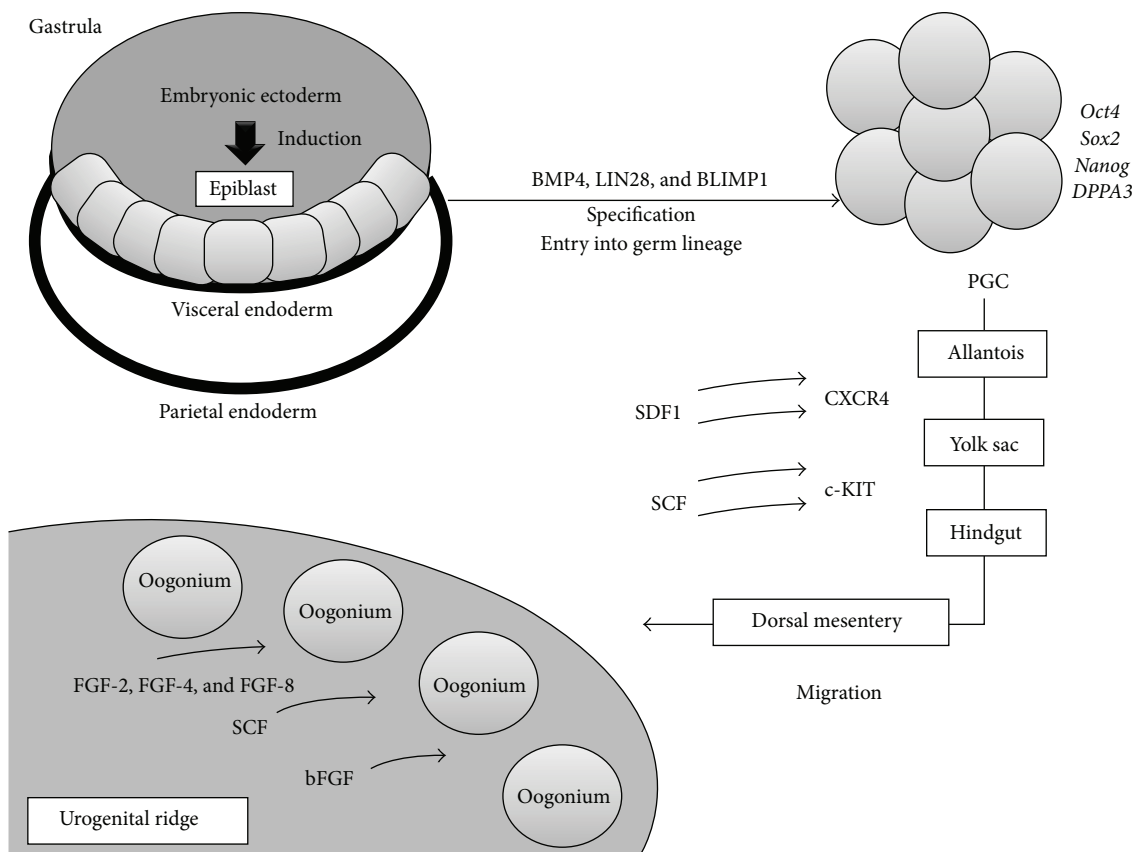 Gastrula
Embryonic ectoderm
Induction
Epiblast
Visceral endoderm
Parietal endoderm
BMP4, LIN28, and BLIMP1
Specification
Entry into germ lineage
Oct4
Sox2
Nanog
DPPA3
PGC
Allantois
Yolk sac
Hindgut
Dorsal mesentery
Migration
SDF1
CXCR4
SCF
c-KIT
Oogonium
Oogonium
Oogonium
Oogonium
FGF-2, FGF-4, and FGF-8
SCF
bFGF
Urogenital ridge